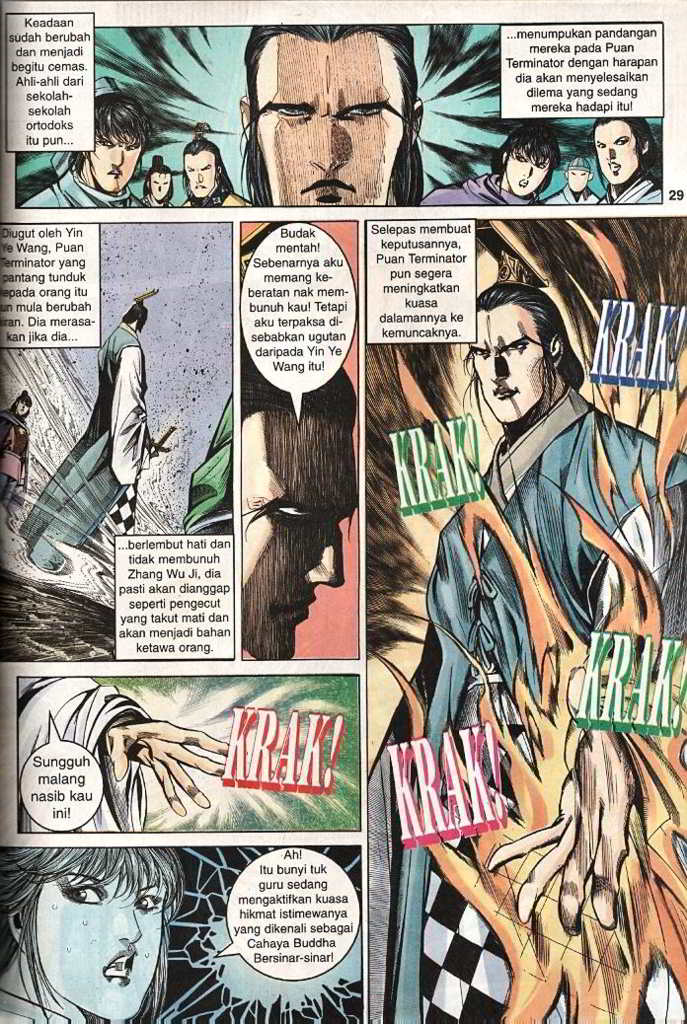 Keadaan
sudah berubah
dan menjadi
begitu cemas.
Ahli-ahli dari
sekolah-
sekolah
ortodoks
itu pun...
...menumpukan pandangan
mereka pada Puan
Terminator dengan harapan
dia akan menyelesaikan
dilema yang sedang
mereka hadapi itu!
29
Diugut oleh Yin
Ye Wang, Puan
Terminator yang
pantang tunduk
kepada orang itu
pun mula berubah
. Dia merasa-
kan jika dia...
...berlembut hati dan
tidak membunuh
Zhang Wu Ji, dia
pasti akan dianggap
seperti pengecut
yang takut mati dan
akan menjadi bahan
ketawa orang.
Budak
mentah!
Sebenarnya aku
memang ke-
beratan nak mem-
bunuh kau! Tetapi
aku terpaksa di-
sebabkan ugutan
daripada Yin Ye
Wang itu!
Selepas membuat
keputusannya,
Puan Terminator
pun segera
meningkatkan
kuasa
dalamannya ke
kemuncaknya.
KRAK!
KRAK!
KRAK!
KRAK!
Sungguh
malang
nasib kau
ini!
KRAK!
Ah!
Itu bunyi tuk
guru sedang
mengaktifkan kuasa
hikmat istimewanya
yang dikenali sebagai
Cahaya Buddha
Bersinar-sinar!